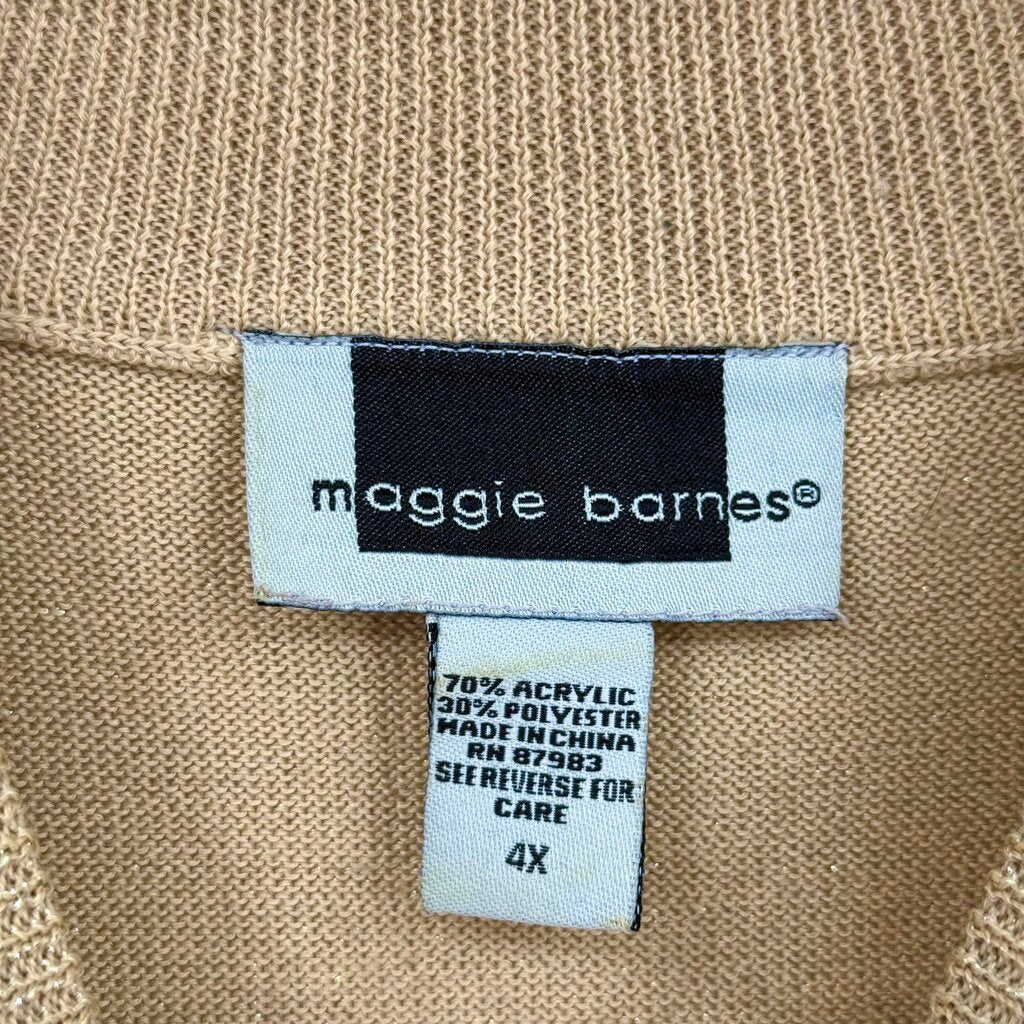 maggie barnes®
70% ACRYLIC
30% POLYESTER
MADE IN CHINA
RN 87983
SEE REVERSE FOR
CARE
4X